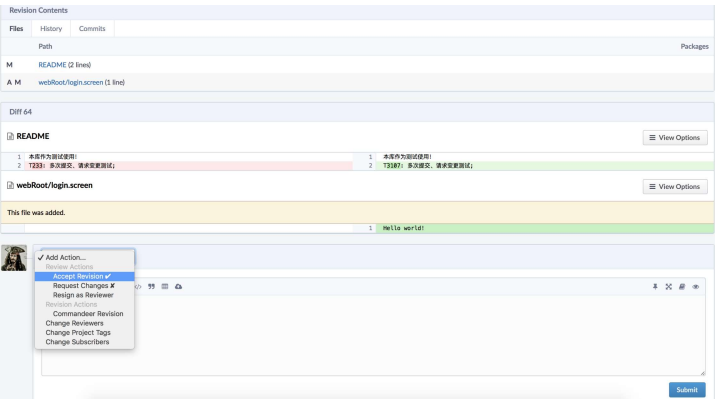 Revision Contents
Files History Commits
Path Packages
M README (2 lines)
A M webRoot/login.screen (1 line)
Diff 64
README View Options
1 本库作为测试使用! 1 本库作为测试使用!
2 T233: 多次提交、请求变更测试; 2 T3107: 多次提交、请求变更测试;
webRoot/login.screen View Options
This file was added.
1 Hello world!
✓ Add Action...
Review Actions
Accept Revision ✔
Request Changes ✘
Resign as Reviewer
Revision Actions
Commandeer Revision
Change Reviewers
Change Project Tags
Change Subscribers
Submit